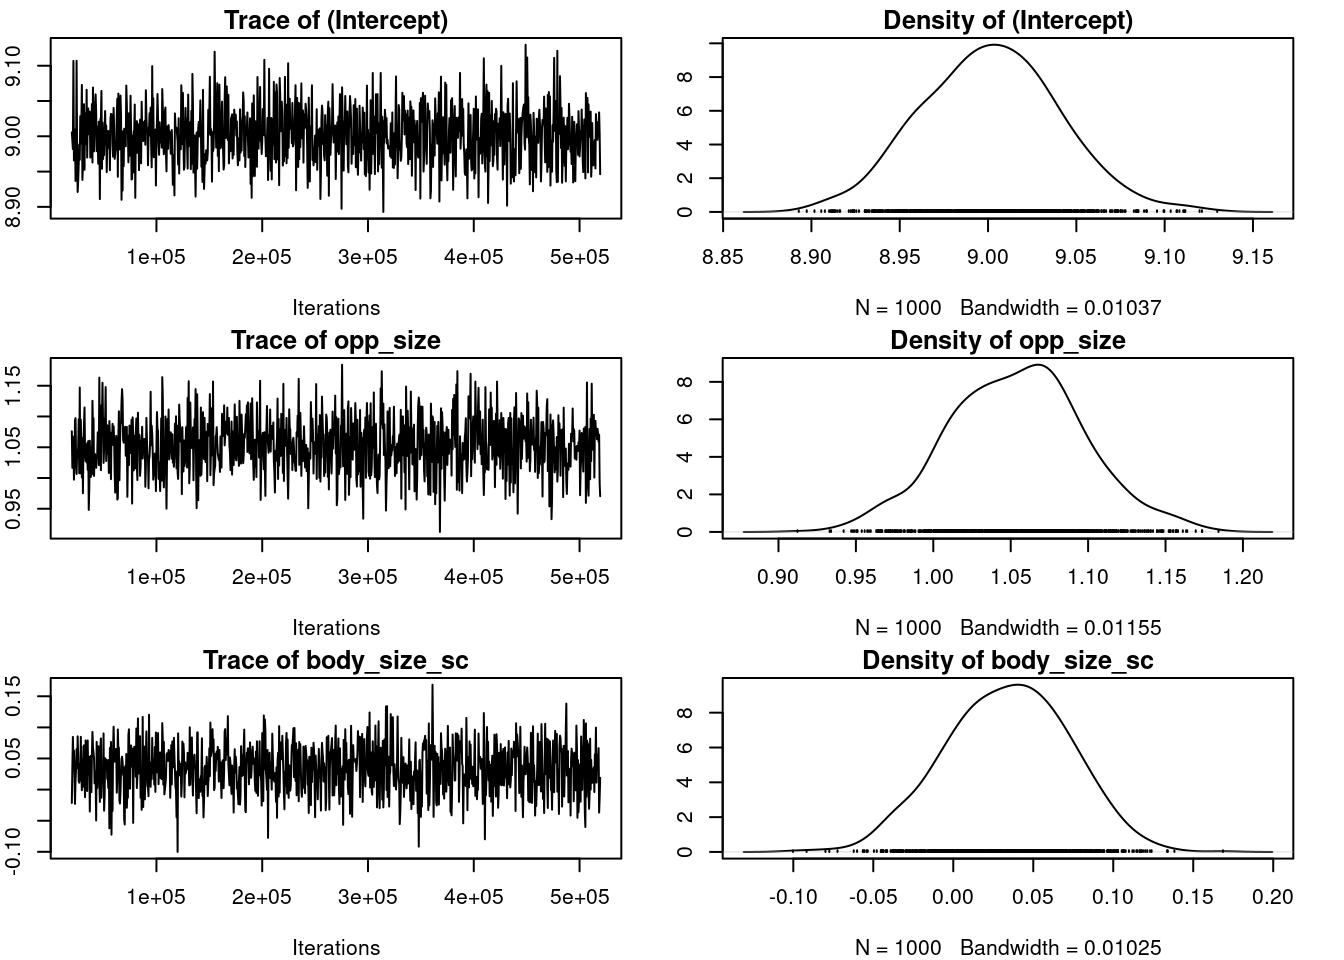 Trace of (Intercept)
8.90 9.00 9.10
1e+05 2e+05 3e+05 4e+05 5e+05
Iterations
Density of (Intercept)
0 2 4 6 8
8.85 8.90 8.95 9.00 9.05 9.10 9.15
N = 1000 Bandwidth = 0.01037
Trace of opp_size
0.95 1.05 1.15
1e+05 2e+05 3e+05 4e+05 5e+05
Iterations
Density of opp_size
0 2 4 6 8
0.90 0.95 1.00 1.05 1.10 1.15 1.20
N = 1000 Bandwidth = 0.01155
Trace of body_size_sc
-0.10 0.05 0.15
1e+05 2e+05 3e+05 4e+05 5e+05
Iterations
Density of body_size_sc
0 2 4 6 8
-0.10 -0.05 0.00 0.05 0.10 0.15 0.20
N = 1000 Bandwidth = 0.01025